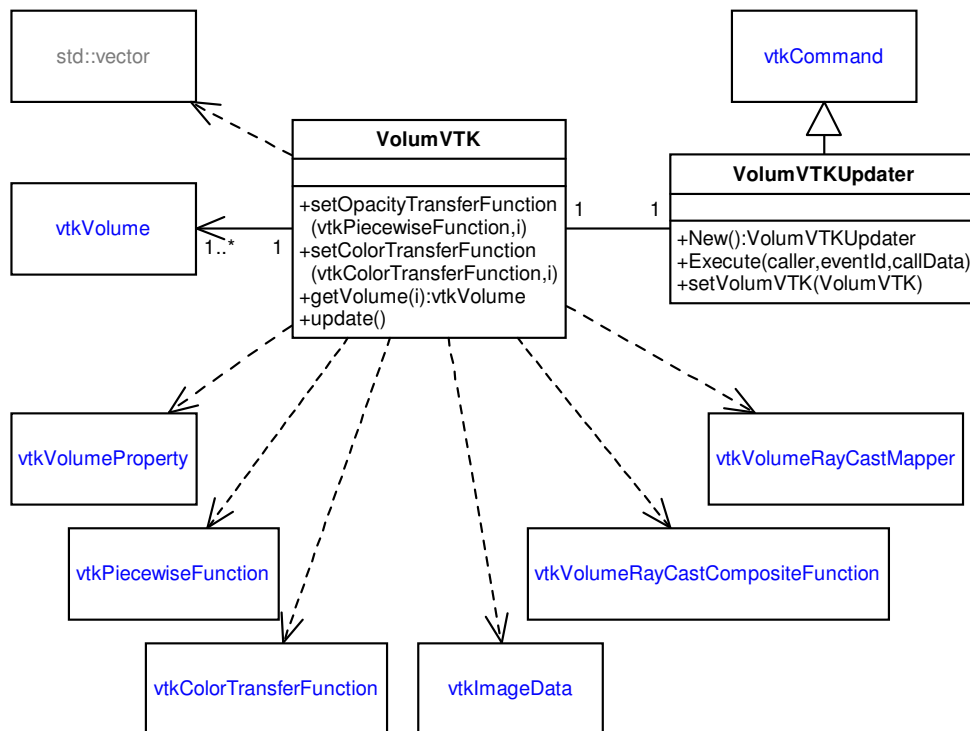 std::vector
vtkCommand
VolumVTK
+setOpacityTransferFunction
(vtkPiecewiseFunction,i)
+setColorTransferFunction
(vtkColorTransferFunction,i)
+getVolume(i):vtkVolume
+update()
VolumVTKUpdater
+New():VolumVTKUpdater
+Execute(caller,eventId,callData)
+setVolumVTK(VolumVTK)
vtkVolume
1..*
1
1
1
vtkVolumeProperty
vtkVolumeRayCastMapper
vtkPiecewiseFunction
vtkVolumeRayCastCompositeFunction
vtkColorTransferFunction
vtkImageData